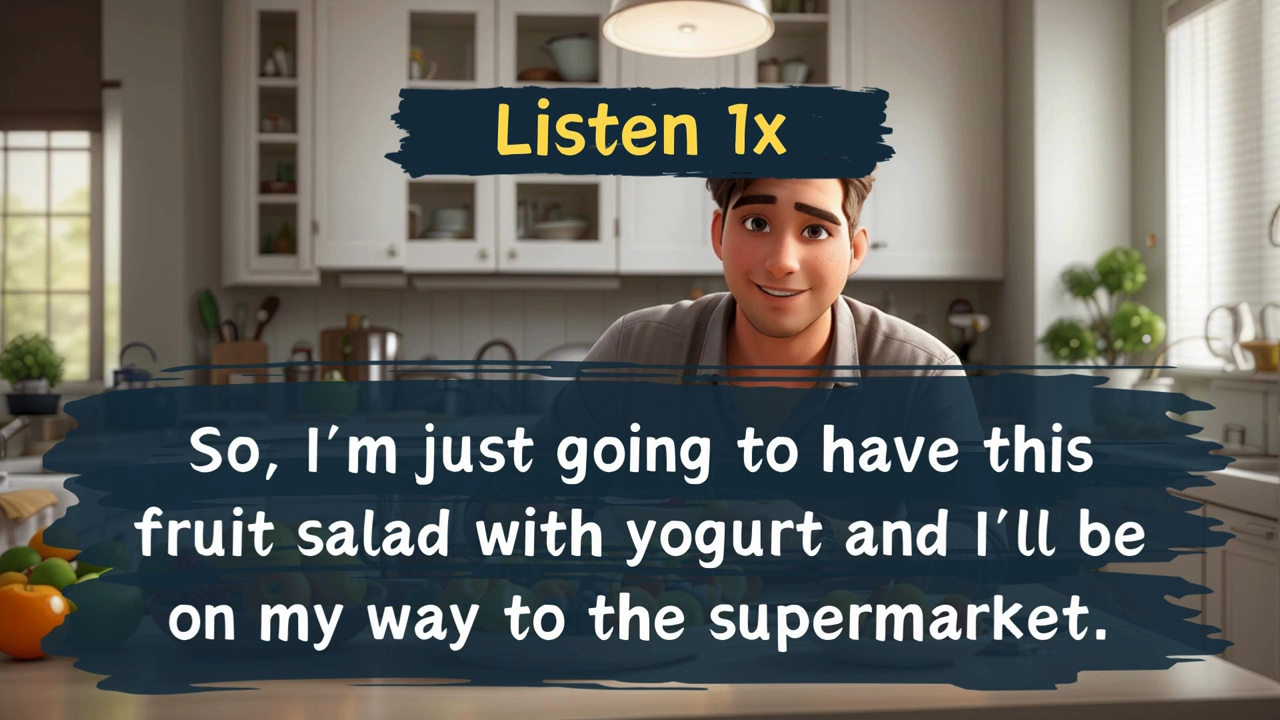 Listen 1x
So, I'm just going to have this
fruit salad with yogurt and I'll be
on my way to the supermarket.